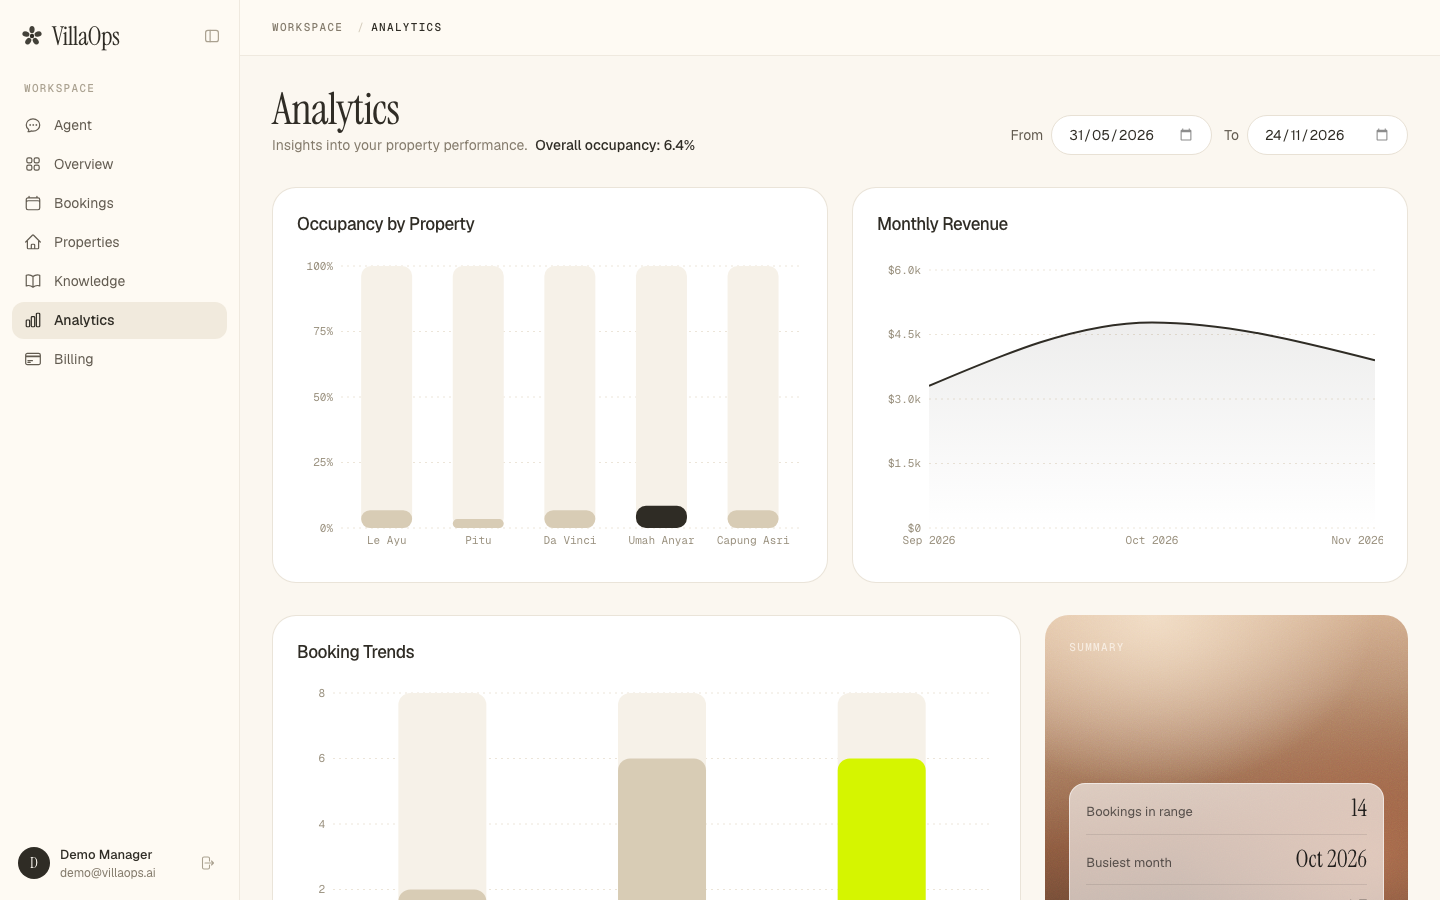 VillaOps
WORKSPACE
Agent
Overview
Bookings
Properties
Knowledge
Analytics
Billing
D
Demo Manager
demo@villaops.ai
WORKSPACE / ANALYTICS
Analytics
Insights into your property performance. Overall occupancy: 6.4%
From 31/05/2026 To 24/11/2026
Occupancy by Property
100%
75%
50%
25%
0%
Le Ayu Pitu Da Vinci Umah Anyar Capung Asri
Monthly Revenue
$6.0k
$4.5k
$3.0k
$1.5k
$0
Sep 2026 Oct 2026 Nov 2026
Booking Trends
8
6
4
2
SUMMARY
Bookings in range 14
Busiest month Oct 2026